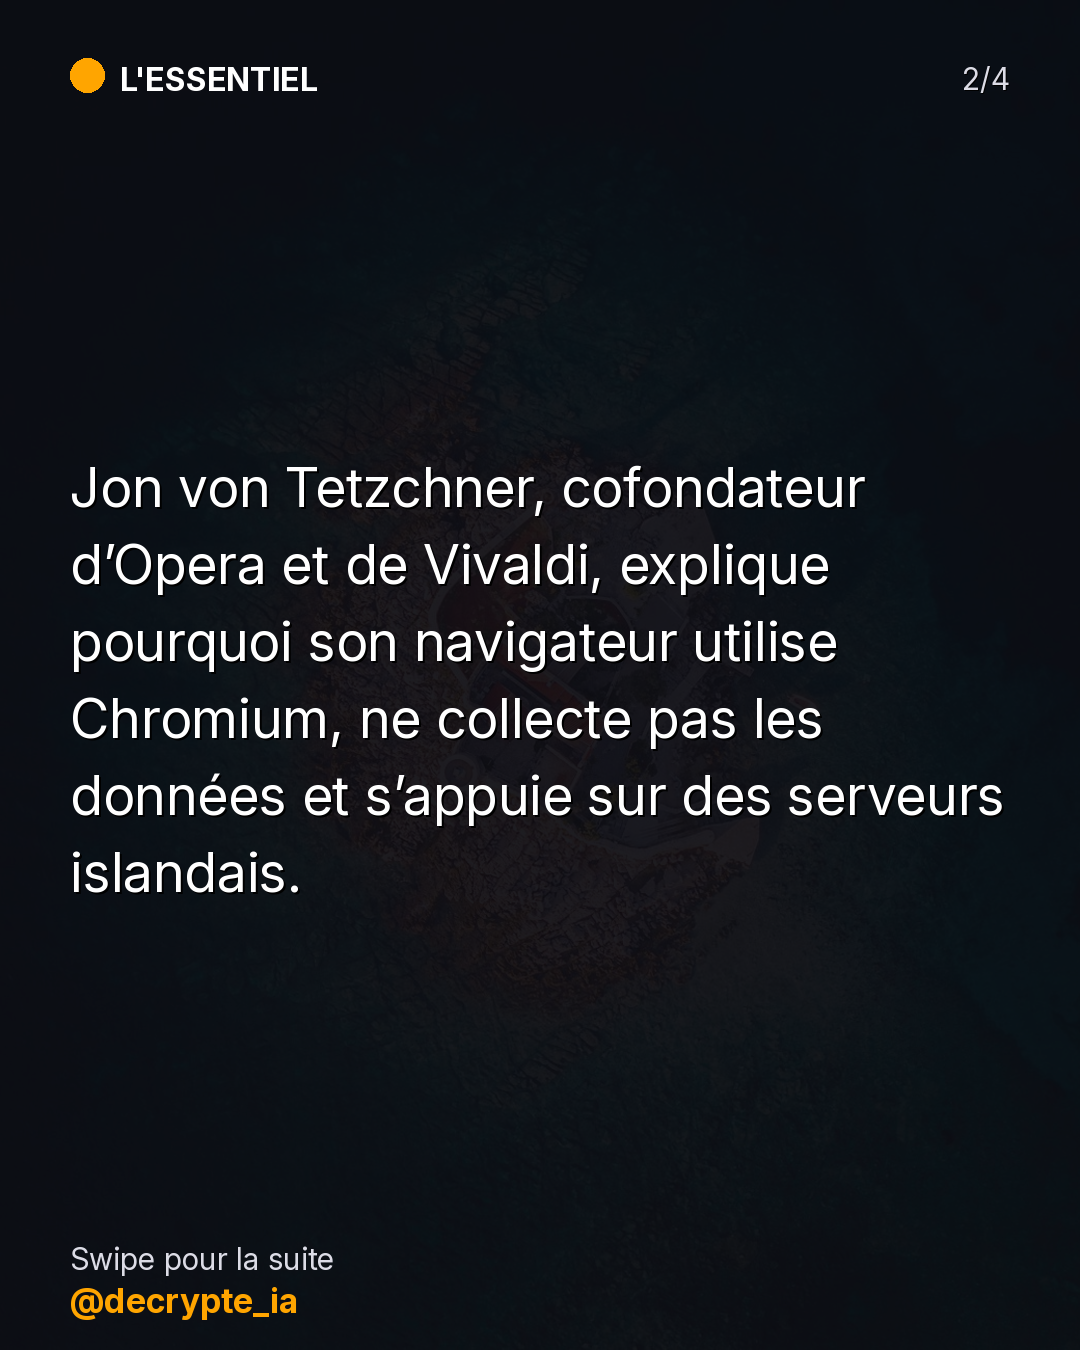 L'ESSENTIEL
2/4
Jon von Tetzchner, cofondateur
d’Opera et de Vivaldi, explique
pourquoi son navigateur utilise
Chromium, ne collecte pas les
données et s’appuie sur des serveurs
islandais.
Swipe pour la suite
@decrypte_ia